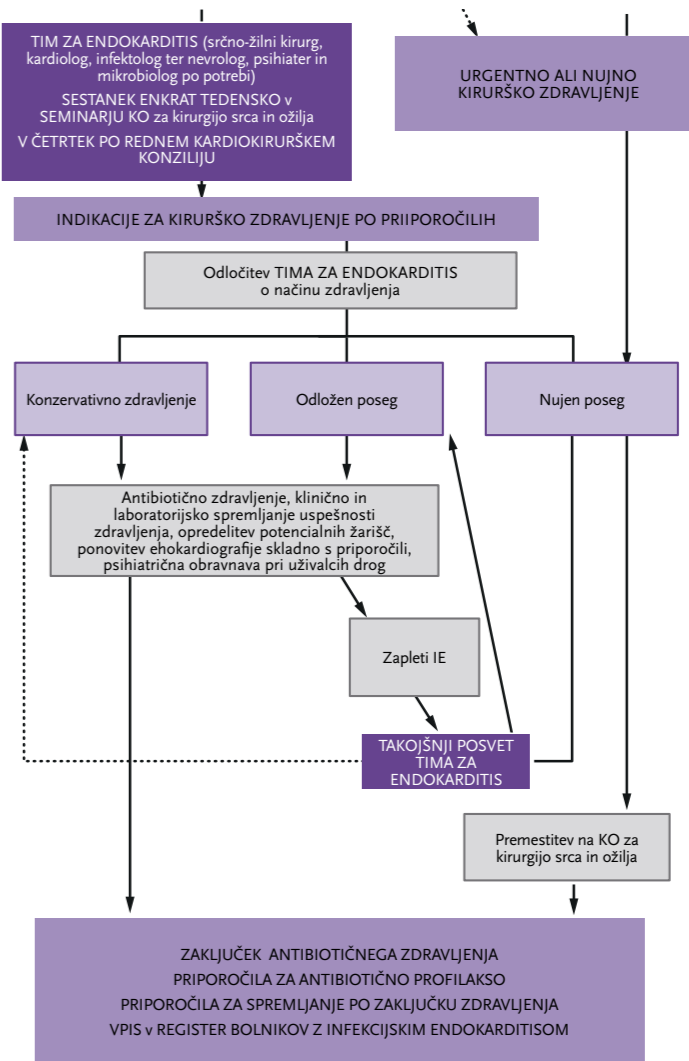 TIM ZA ENDOKARDITIS (srčno-žilni kirurg,
kardiolog, infektolog ter nevrolog, psihiater in
mikrobiolog po potrebi)
SESTANEK ENKRAT TEDENSKO v
SEMINARJU KO za kirurgijo srca in ožilja
V ČETRTEK PO REDNEM KARDIOKIRURŠKEM
KONZILIJU
URGENTNO ALI NUJNO
KIRURŠKO ZDRAVLJENJE
INDIKACIJE ZA KIRURŠKO ZDRAVLJENJE PO PRIIPOROČILIH
Odločitev TIMA ZA ENDOKARDITIS
o načinu zdravljenja
Konzervativno zdravljenje
Odložen poseg
Nujen poseg
Antibiotično zdravljenje, klinično in
laboratorijsko spremljanje uspešnosti
zdravljenja, opredelitev potencialnih žarišč,
ponovitev ehokardiografije skladno s priporočili,
psihiatrična obravnava pri uživalcih drog
Zapleti IE
TAKOJŠNJI POSVET
TIMA ZA
ENDOKARDITIS
Premestitev na KO za
kirurgijo srca in ožilja
ZAKLJUČEK ANTIBIOTIČNEGA ZDRAVLJENJA
PRIPOROČILA ZA ANTIBIOTIČNO PROFILAKSO
PRIPOROČILA ZA SPREMLJANJE PO ZAKLJUČKU ZDRAVLJENJA
VPIS v REGISTER BOLNIKOV Z INFEKCIJSKIM ENDOKARDITISOM